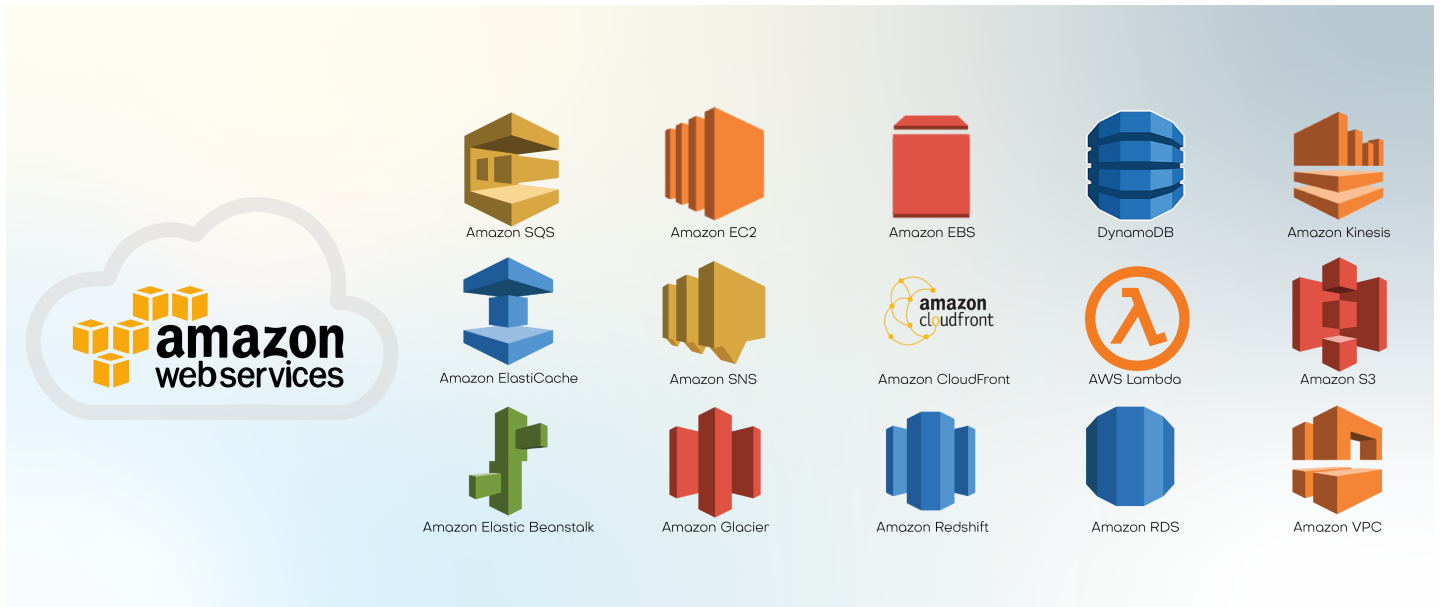 amazon
webservices
Amazon SQS
Amazon EC2
Amazon EBS
DynamoDB
Amazon Kinesis
Amazon ElastiCache
Amazon SNS
amazon
cloudfront
Amazon CloudFront
AWS Lambda
Amazon S3
Amazon Elastic Beanstalk
Amazon Glacier
Amazon Redshift
Amazon RDS
Amazon VPC